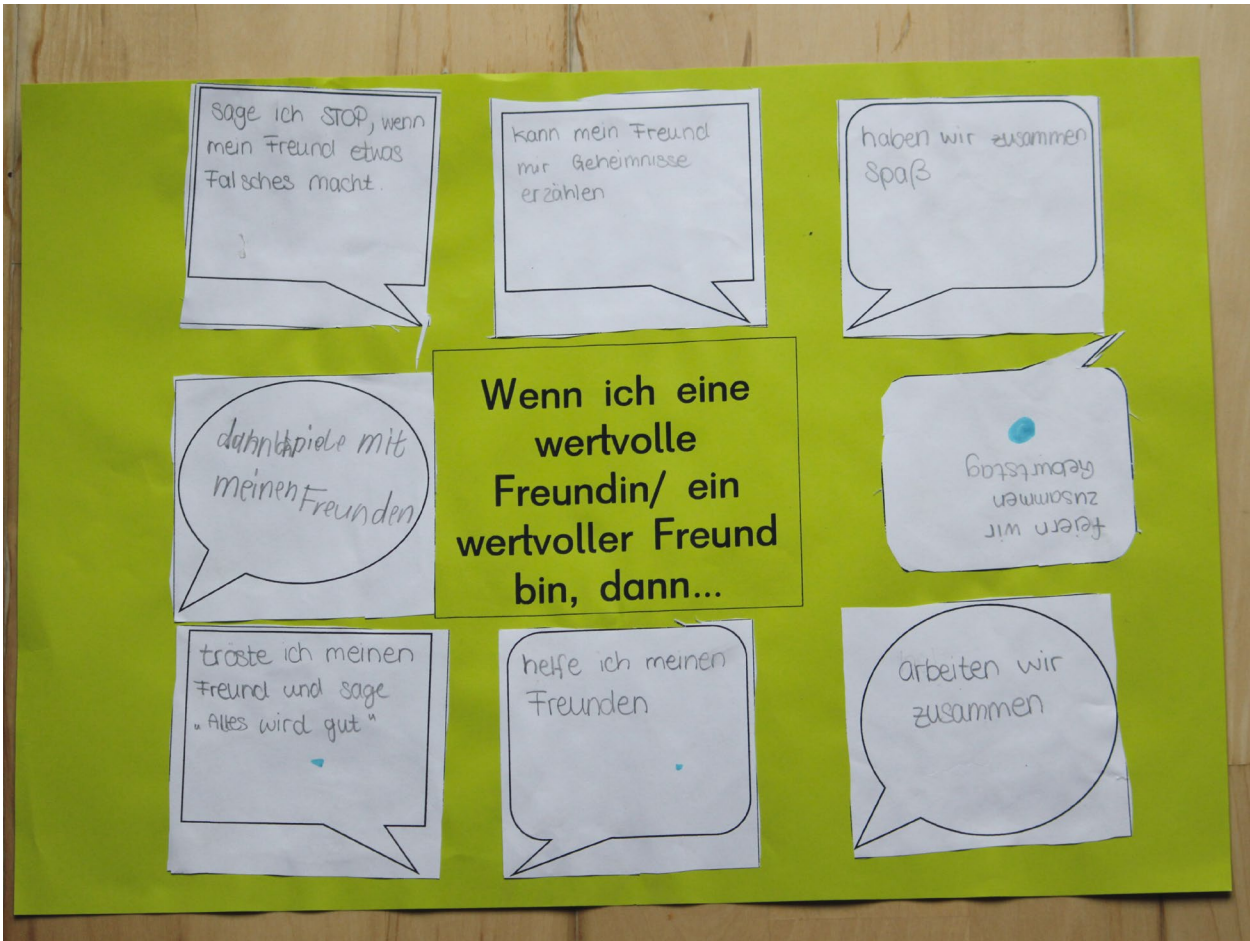 sage ich STOP, wenn
mein Freund etwas
Falsches macht.
kann mein Freund
mir Geheimnisse
erzählen
haben wir zusammen
Spaß
spiele mit
meinen Freunden
Wenn ich eine
wertvolle
Freundin/ ein
wertvoller Freund
bin, dann...
feiern wir
zusammen
Geburtstag
tröste ich meinen
Freund und sage
„Alles wird gut“
helfe ich meinen
Freunden
arbeiten wir
zusammen